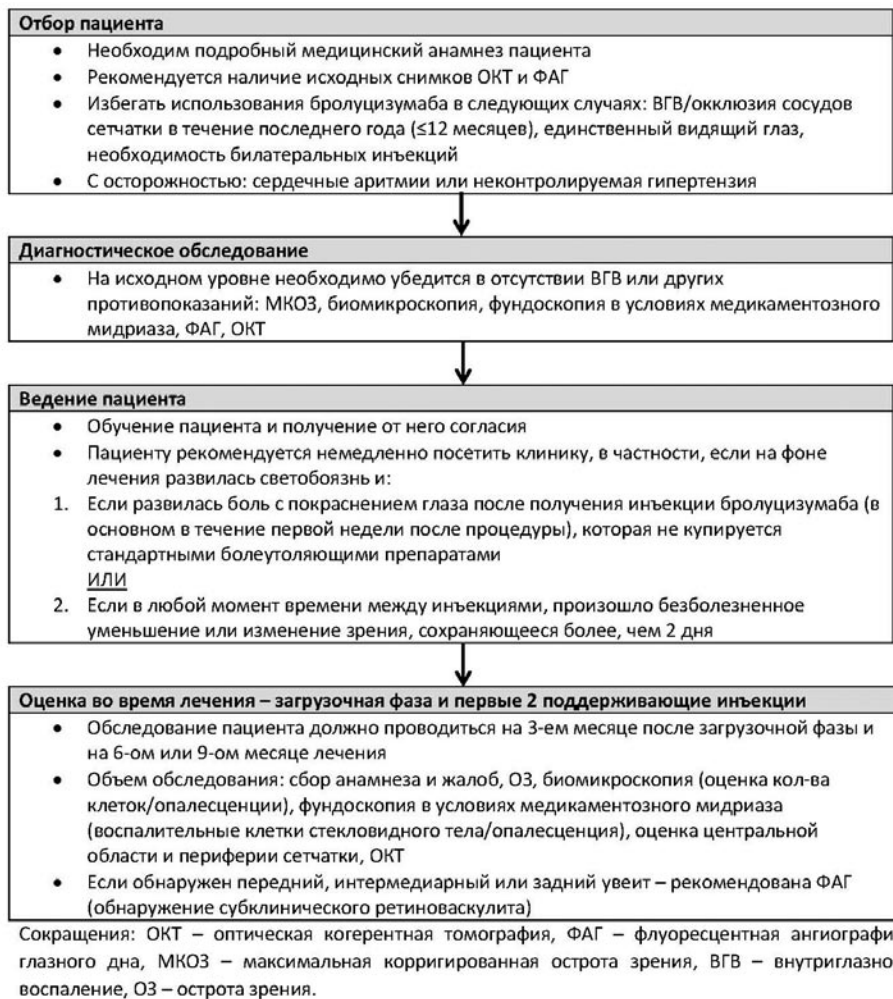 Отбор пациента
• Необходим подробный медицинский анамнез пациента
• Рекомендуется наличие исходных снимков ОКТ и ФАГ
• Избегать использования бролуцизумаба в следующих случаях: ВГВ/окклюзия сосудов
сетчатки в течение последнего года (≤12 месяцев), единственный видящий глаз,
необходимость билатеральных инъекций
• С осторожностью: сердечные аритмии или неконтролируемая гипертензия
Диагностическое обследование
• На исходном уровне необходимо убедится в отсутствии ВГВ или других
противопоказаний: МКОЗ, биомикроскопия, фундоскопия в условиях медикаментозного
мидриаза, ФАГ, ОКТ
Ведение пациента
• Обучение пациента и получение от него согласия
• Пациенту рекомендуется немедленно посетить клинику, в частности, если на фоне
лечения развилась светобоязнь и:
1. Если развилась боль с покраснением глаза после получения инъекции бролуцизумаба (в
основном в течение первой недели после процедуры), которая не купируется
стандартными болеутоляющими препаратами
ИЛИ
2. Если в любой момент времени между инъекциями, произошло безболезненное
уменьшение или изменение зрения, сохраняющееся более, чем 2 дня
Оценка во время лечения – загрузочная фаза и первые 2 поддерживающие инъекции
• Обследование пациента должно проводиться на 3-ем месяце после загрузочной фазы и
на 6-ом или 9-ом месяце лечения
• Объем обследования: сбор анамнеза и жалоб, ОЗ, биомикроскопия (оценка кол-ва
клеток/опалесценции), фундоскопия в условиях медикаментозного мидриаза
(воспалительные клетки стекловидного тела/опалесценция), оценка центральной
области и периферии сетчатки, ОКТ
• Если обнаружен передний, интермедиарный или задний увеит – рекомендована ФАГ
(обнаружение субклинического ретиноваскулита)
Сокращения: ОКТ – оптическая когерентная томография, ФАГ – флуоресцентная ангиографи
глазного дна, МКОЗ – максимальная корригированная острота зрения, ВГВ – внутриглазно
воспаление, ОЗ – острота зрения.